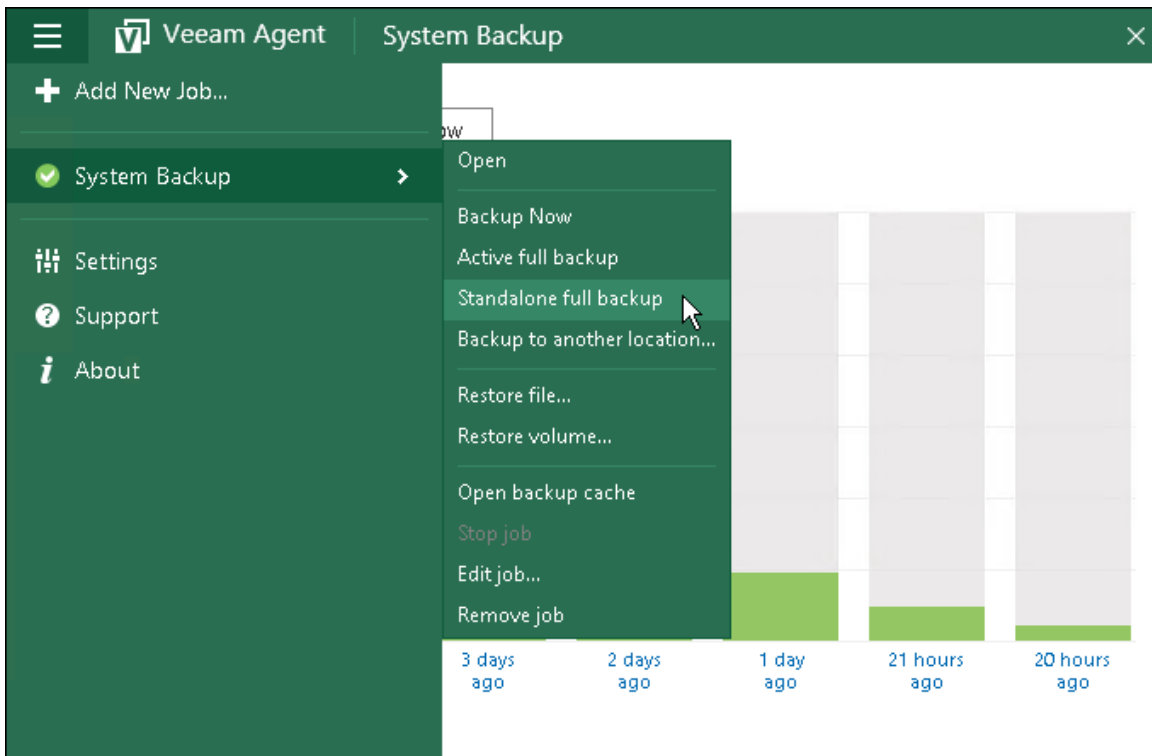 Veeam Agent System Backup
Add New Job...
System Backup
Settings
Support
About
Open
Backup Now
Active full backup
Standalone full backup
Backup to another location...
Restore file...
Restore volume...
Open backup cache
Stop job
Edit job...
Remove job
3 days
ago
2 days
ago
1 day
ago
21 hours
ago
20 hours
ago